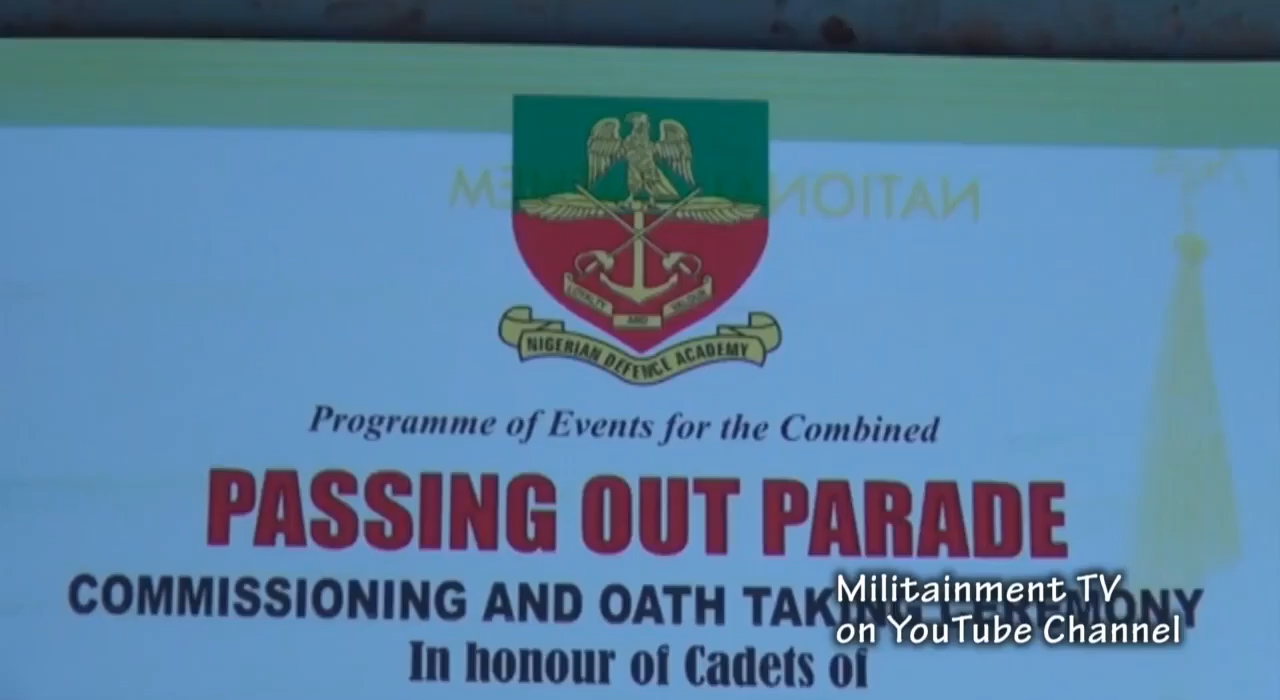 LOYALTY AND VALOUR
NIGERIAN DEFENCE ACADEMY
Programme of Events for the Combined
PASSING OUT PARADE
COMMISSIONING AND OATH TAKING CEREMONY
In honour of Cadets of
Militainment TV
on YouTube Channel